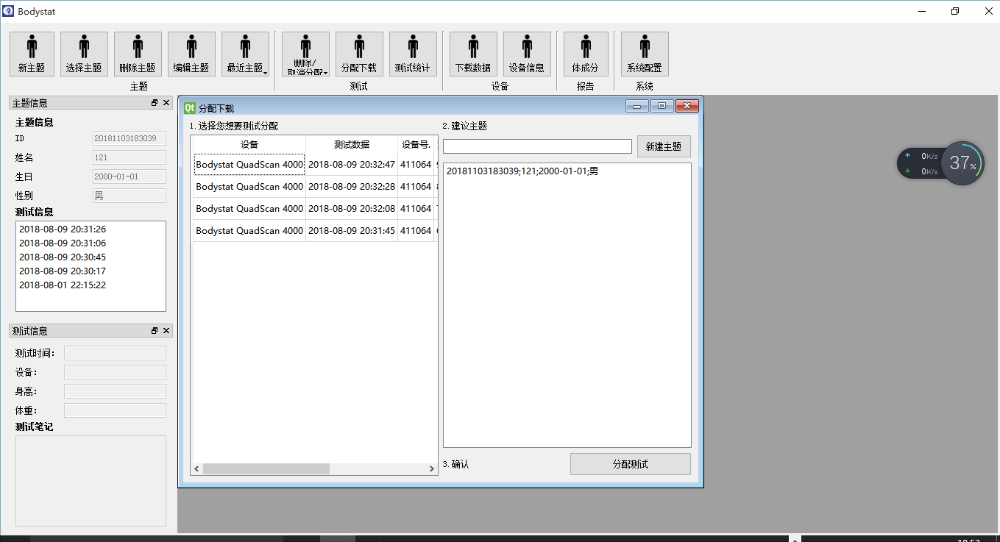 Bodystat
新主题 选择主题 删除主题 编辑主题 最近主题 删除/取消分配 分配下载 测试统计 下载数据 设备信息 体成分 系统配置
主题 测试 设备 报告 系统
主题信息
主题信息
ID 20181103183039
姓名 121
生日 2000-01-01
性别 男
测试信息
2018-08-09 20:31:26
2018-08-09 20:31:06
2018-08-09 20:30:45
2018-08-09 20:30:17
2018-08-01 22:15:22
测试信息
测试时间：
设备：
身高：
体重：
测试笔记
Qt 分配下载
1. 选择您想要测试分配
设备 测试数据 设备号.
Bodystat QuadScan 4000 2018-08-09 20:32:47 411064
Bodystat QuadScan 4000 2018-08-09 20:32:28 411064
Bodystat QuadScan 4000 2018-08-09 20:32:08 411064
Bodystat QuadScan 4000 2018-08-09 20:31:45 411064
2. 建议主题
新建主题
20181103183039;121;2000-01-01;男
3. 确认
分配测试
0K/s
0K/s
37%